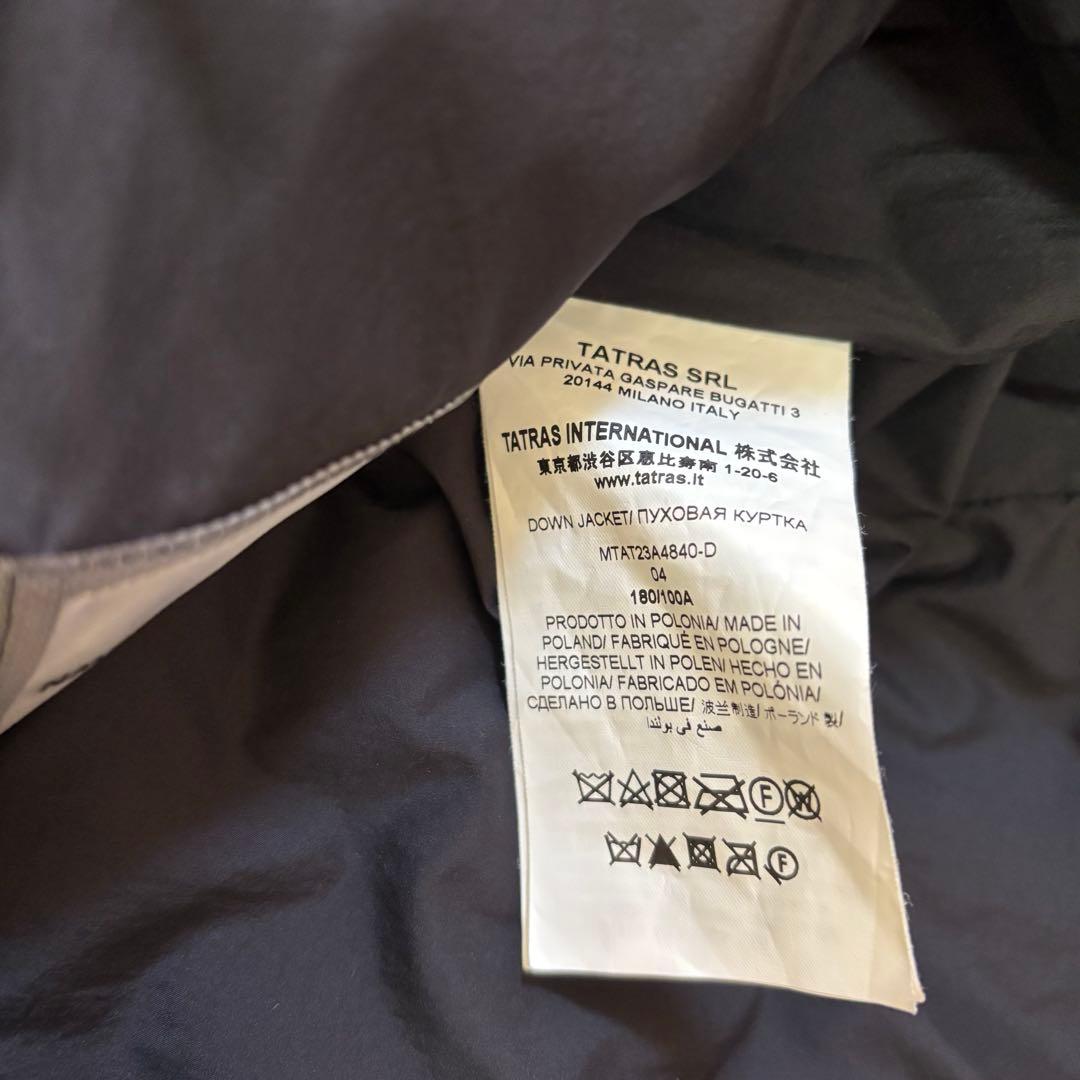 TATRAS SRL
VIA PRIVATA GASPARE BUGATTI 3
20144 MILANO ITALY
TATRAS INTERNATIONAL 株式会社
東京都渋谷区恵比寿南 1-20-6
www.tatras.it
DOWN JACKET/ ПУХОВАЯ КУРТКА
MTAT23A4840-D
04
180/100A
PRODOTTO IN POLONIA/ MADE IN
POLAND/ FABRIQUÉ EN POLOGNE/
HERGESTELLT IN POLEN/ HECHO EN
POLONIA/ FABRICADO EM POLÓNIA/
СДЕЛАНО В ПОЛЬШЕ/ 波兰制造/ ポーランド 製/
صنع في بولندا
F W
F